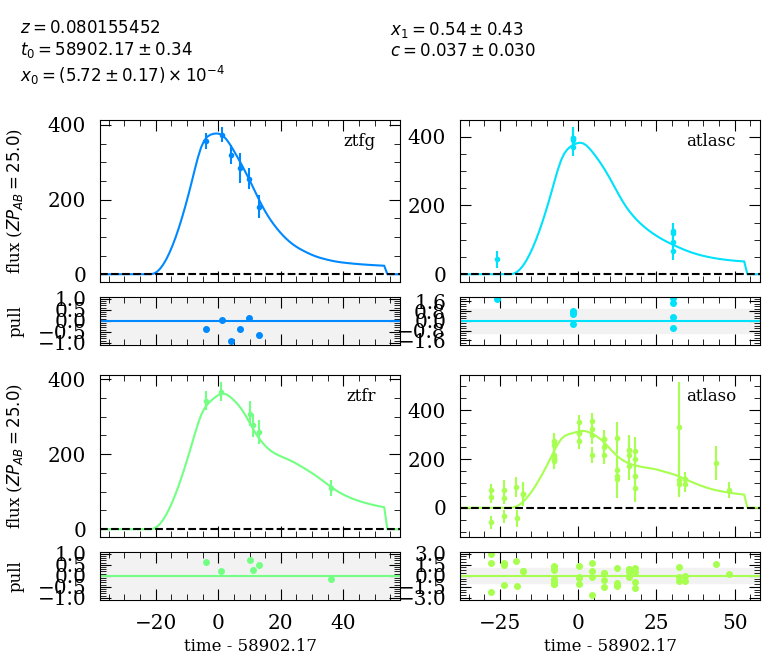 z = 0.080155452
t₀ = 58902.17 ± 0.34
x₀ = (5.72 ± 0.17) × 10⁻⁴
x₁ = 0.54 ± 0.43
c = 0.037 ± 0.030
flux (ZP_AB = 25.0)
400
200
0
ztfg
400
200
0
atlasc
pull
1.0
0.5
0.0
−0.5
−1.0
1.6
0.8
0.0
−0.8
−1.6
flux (ZP_AB = 25.0)
400
200
0
ztfr
400
200
0
atlaso
pull
1.0
0.5
0.0
−0.5
−1.0
3.0
1.5
0.0
−1.5
−3.0
−20 0 20 40
−25 0 25 50
time - 58902.17
time - 58902.17